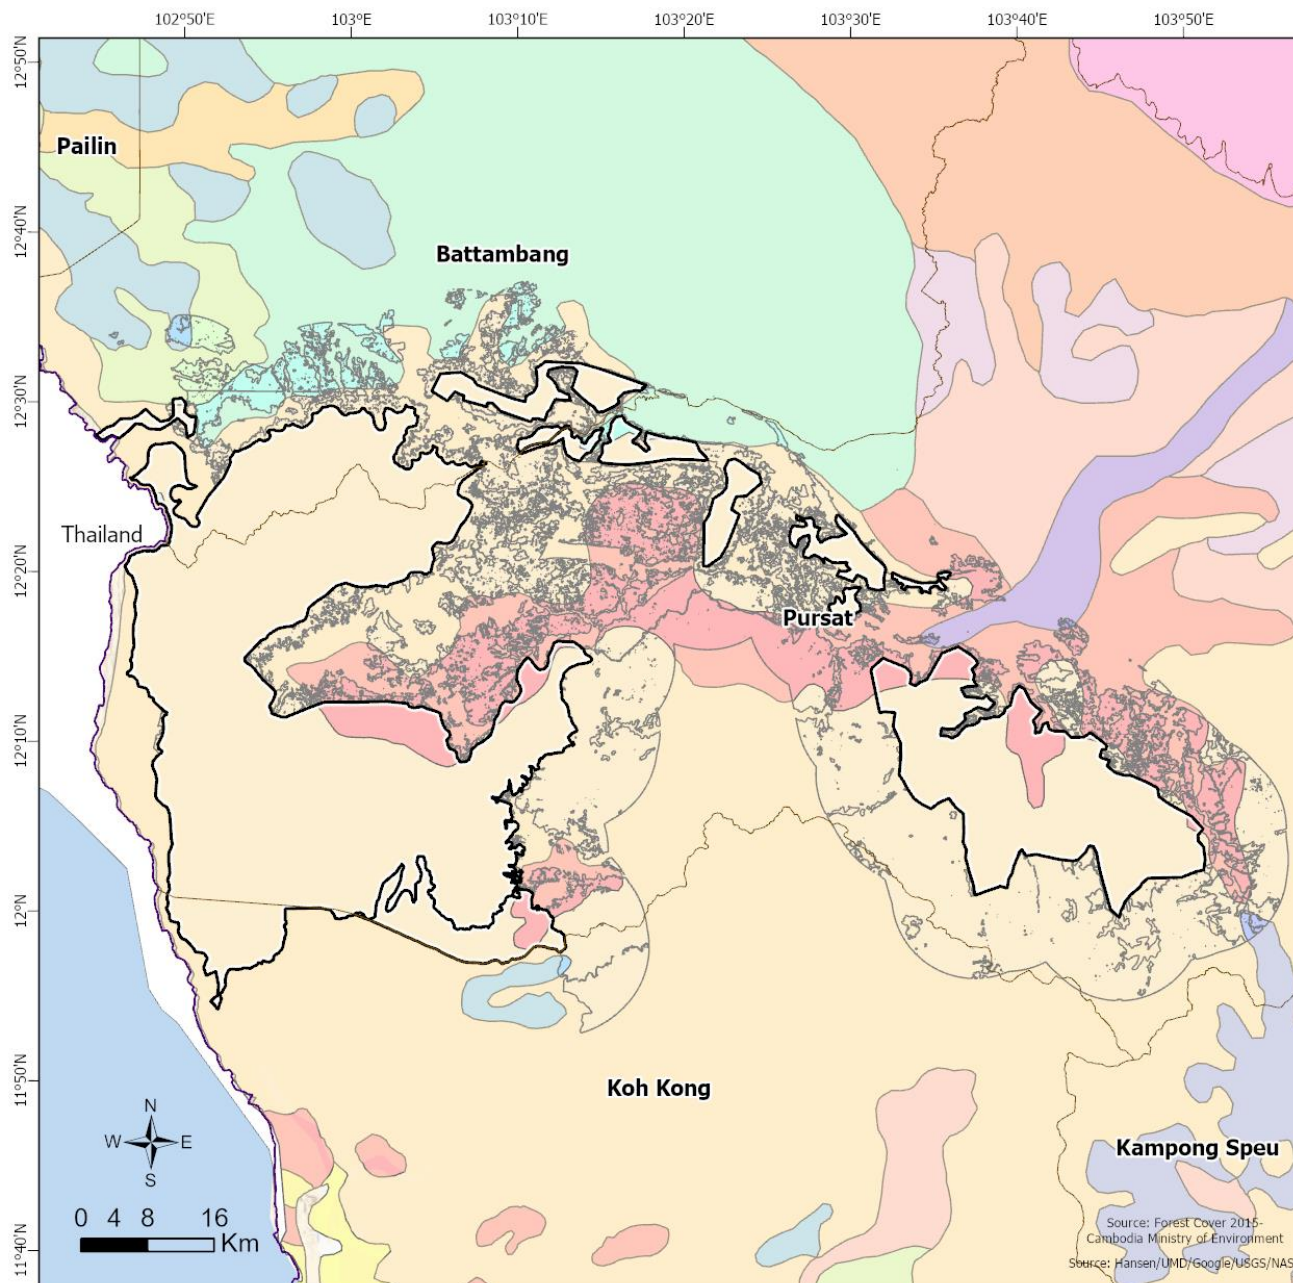 102°50'E 103°E 103°10'E 103°20'E 103°30'E 103°40'E 103°50'E
12°50'N
Pailin
12°40'N
Battambang
12°30'N
Thailand
12°20'N
Pursat
12°10'N
12°N
11°50'N
Koh Kong
N
W E
S
Kampong Speu
0 4 8 16
Km
11°40'N
Source: Forest Cover 2015-
Cambodia Ministry of Environment
Source: Hansen/UMD/Google/USGS/NAS